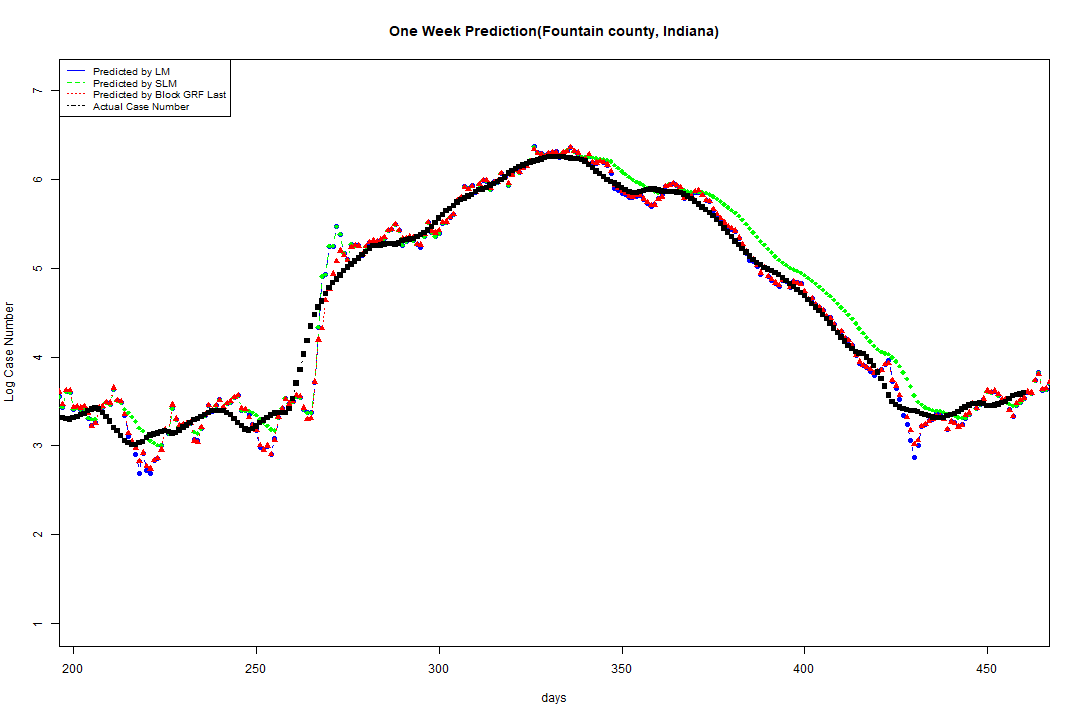 One Week Prediction(Fountain county, Indiana)
Predicted by LM
Predicted by SLM
Predicted by Block GRF Last
Actual Case Number
7
6
5
4
3
2
1
Log Case Number
200 250 300 350 400 450
days